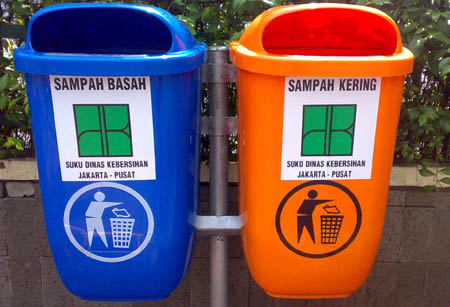 SAMPAH BASAH
SUKU DINAS KEBERSIHAN
JAKARTA - PUSAT
SAMPAH KERING
SUKU DINAS KEBERSIHAN
JAKARTA - PUSAT